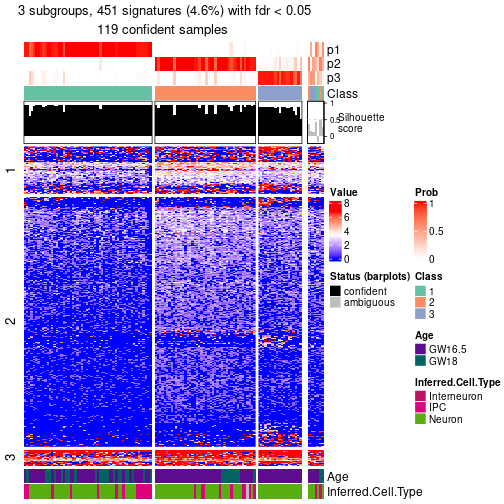 3 subgroups, 451 signatures (4.6%) with fdr < 0.05
119 confident samples
p1
p2
p3
Class
1
0.5
0
Silhouette
score
1
2
3
Age
Inferred.Cell.Type
Value
8
6
4
2
0
Prob
1
0.5
0
Status (barplots)
confident
ambiguous
Class
1
2
3
Age
GW16.5
GW18
Inferred.Cell.Type
Interneuron
IPC
Neuron